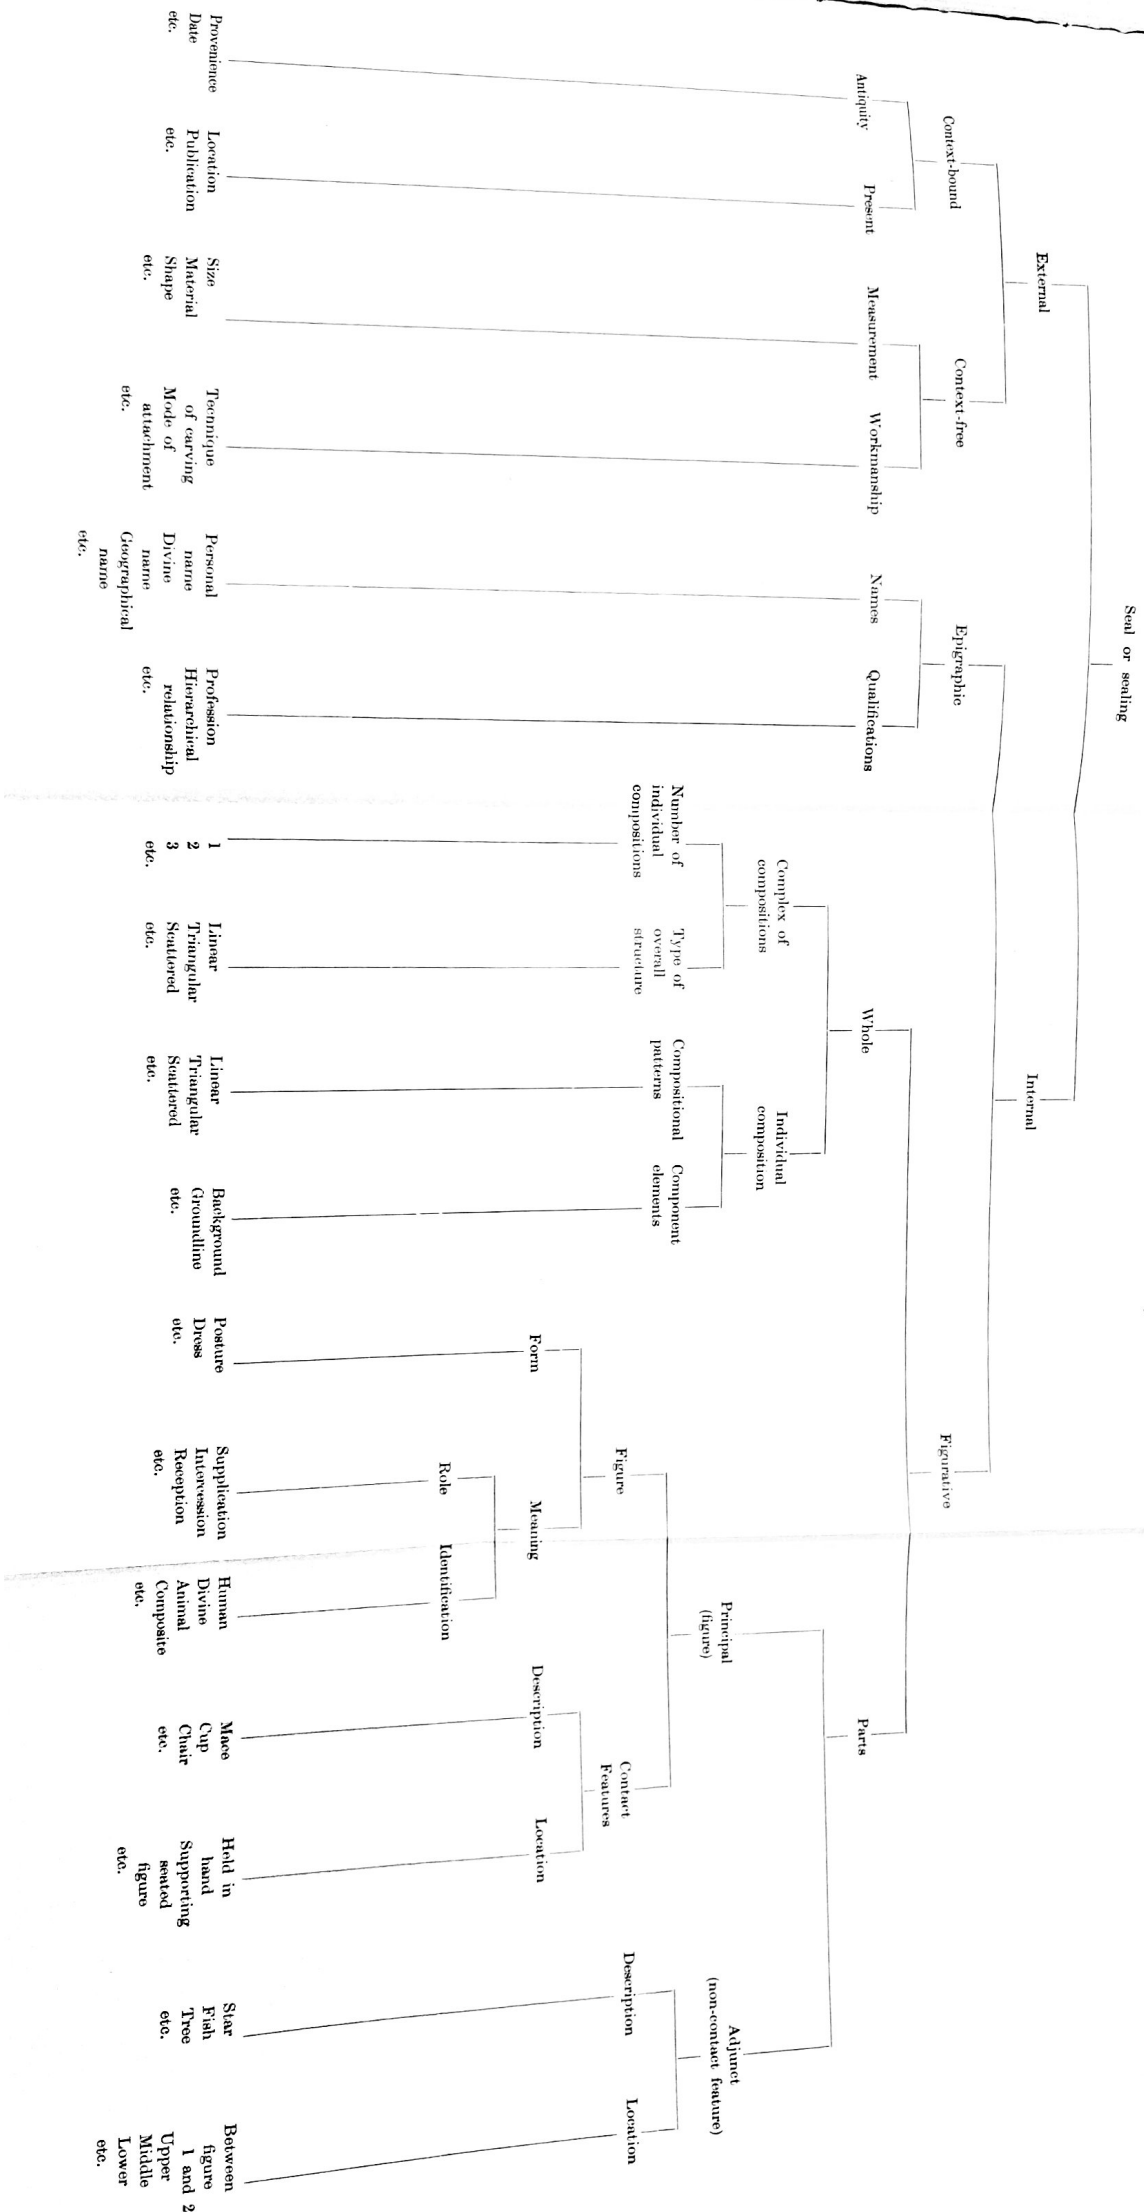 Seal or sealing
External
Internal
Context-bound
Context-free
Epigraphic
Figurative
Antiquity
Present
Measurement
Workmanship
Names
Qualifications
Whole
Parts
Complex of
compositions
Individual
composition
Principal
(figure)
Adjunct
(non-contact feature)
Number of
individual
compositions
Type of
overall
structure
Compositional
patterns
Component
elements
Figure
Contact
Features
Description
Location
Form
Meaning
Description
Location
Role
Identification
Provenience
Date
etc.
Location
Publication
etc.
Size
Material
Shape
etc.
Tecnnique
of carving
Mode of
attachment
etc.
Personal
name
Divine
name
Geographical
name
etc.
Profession
Hierarchical
relationship
etc.
1
2
3
etc.
Linear
Triangular
Scattered
etc.
Linear
Triangular
Scattered
etc.
Background
Groundline
etc.
Posture
Dress
etc.
Supplication
Intercession
Reception
etc.
Human
Divine
Animal
Composite
etc.
Mace
Cup
Chair
etc.
Held in
hand
Supporting
seated
figure
etc.
Star
Fish
Tree
etc.
Between
figure
1 and 2
Upper
Middle
Lower
etc.